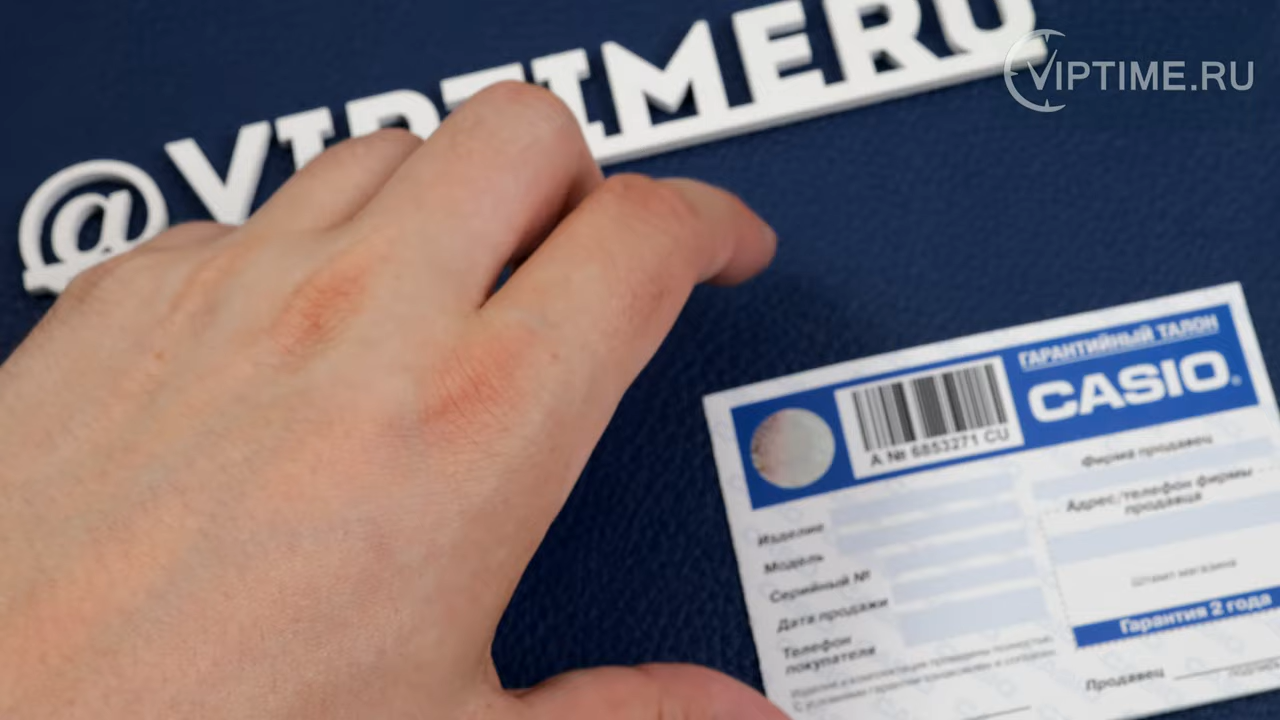 @VIPTIMERU
VIPTIME.RU
ГАРАНТИЙНЫЙ ТАЛОН
CASIO
A № 6853271 CU
Изделие
Модель
Серийный №
Дата продажи
Телефон
покупателя
Фирма продавец
Адрес/телефон фирмы
продавца
Штамп магазина
Гарантия 2 года
Продавец